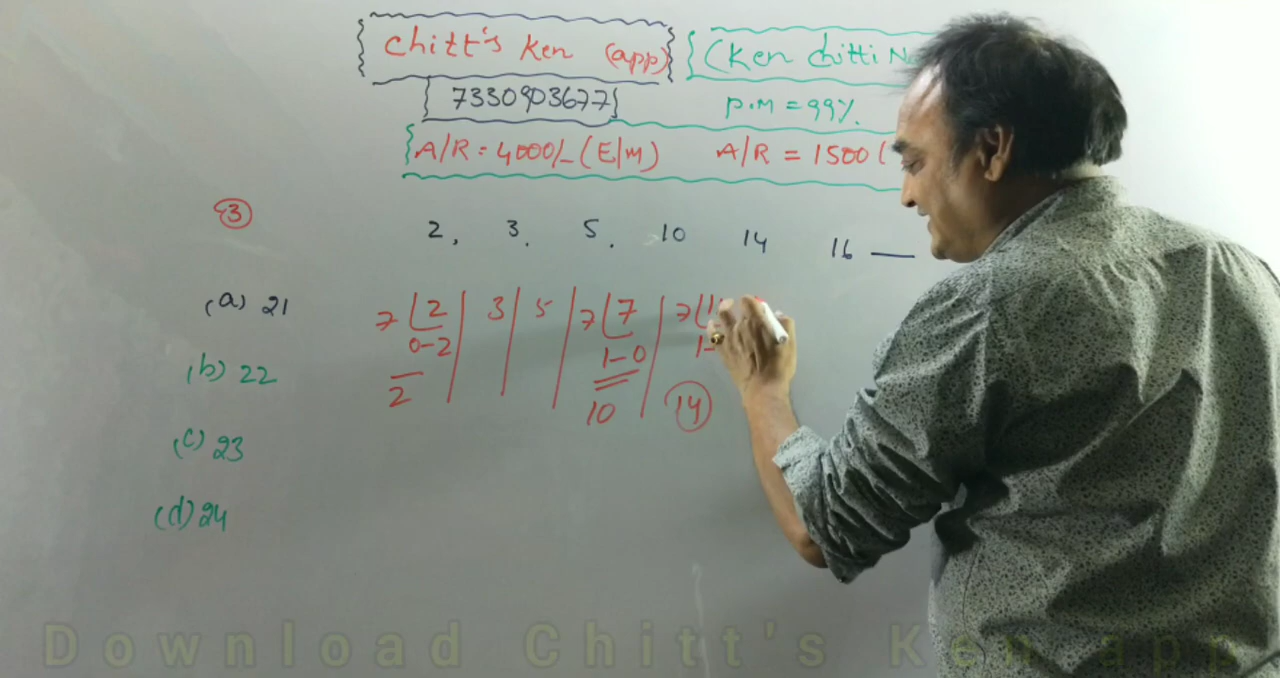 Chitt's Ken (app)
(Ken Chitti
7330903677
P.M = 99%.
A/R = 4000/- (E/M)
A/R = 1500 (
3
2, 3. 5. 10 14 16 __
(a) 21
(b) 22
(c) 23
(d) 24
7 2 3 5 7 7 7
0-2 1-0 1-
2 10 14
Download Chitt's Ken app